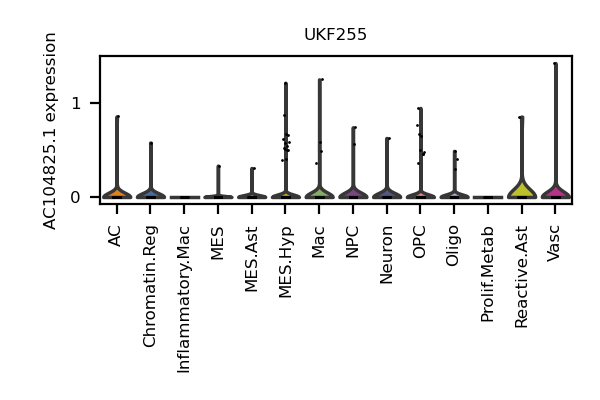 UKF255
AC104825.1 expression
1
0
AC
Chromatin.Reg
Inflammatory.Mac
MES
MES.Ast
MES.Hyp
Mac
NPC
Neuron
OPC
Oligo
Prolif.Metab
Reactive.Ast
Vasc